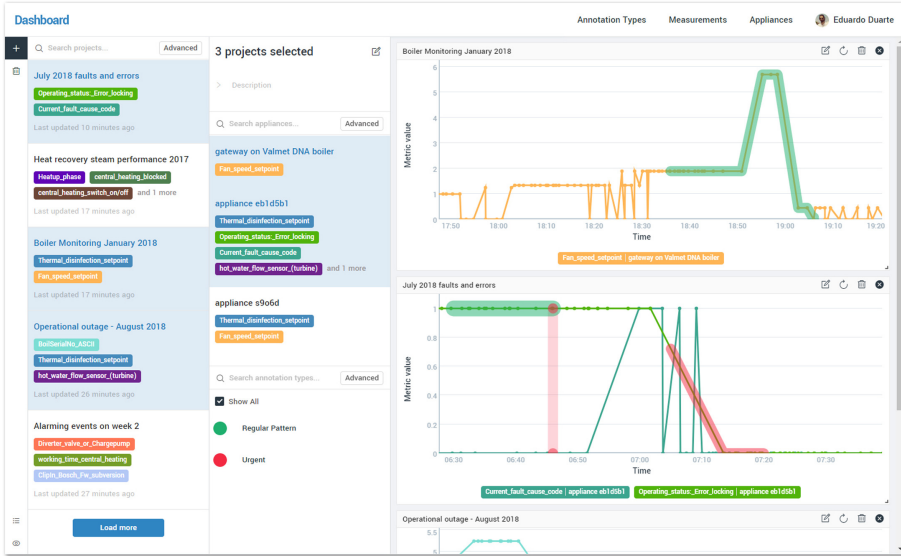 Dashboard
Annotation Types
Measurements
Appliances
Eduardo Duarte
Search projects...
Advanced
July 2018 faults and errors
Operating_status:_Error_locking
Current_fault_cause_code
Last updated 10 minutes ago
Heat recovery steam performance 2017
Heatup_phase
central_heating_blocked
central_heating_switch_on/off
and 1 more
Last updated 17 minutes ago
Boiler Monitoring January 2018
Thermal_disinfection_setpoint
Fan_speed_setpoint
Last updated 17 minutes ago
Operational outage - August 2018
BoilSerialNo_ASCII
Thermal_disinfection_setpoint
hot_water_flow_sensor_(turbine)
Last updated 26 minutes ago
Alarming events on week 2
Diverter_valve_or_Chargepump
working_time_central_heating
Clipin_Bosch_Fw_subversion
Last updated 27 minutes ago
Load more
3 projects selected
Description
Search appliances...
Advanced
gateway on Valmet DNA boiler
Fan_speed_setpoint
appliance eb1d5b1
Thermal_disinfection_setpoint
Operating_status:_Error_locking
Current_fault_cause_code
hot_water_flow_sensor_(turbine)
and 1 more
appliance s9o6d
Thermal_disinfection_setpoint
Fan_speed_setpoint
Search annotation types...
Advanced
Show All
Regular Pattern
Urgent
Boiler Monitoring January 2018
Metric value
6
5
4
3
2
1
0
17:50
18:00
18:10
18:20
18:30
18:40
18:50
19:00
19:10
19:20
Time
Fan_speed_setpoint | gateway on Valmet DNA boiler
July 2018 faults and errors
Metric value
1
0.8
0.6
0.4
0.2
0
06:30
06:40
06:50
07:00
07:10
07:20
07:30
Time
Current_fault_cause_code | appliance eb1d5b1
Operating_status:_Error_locking | appliance eb1d5b1
Operational outage - August 2018
5.5
5